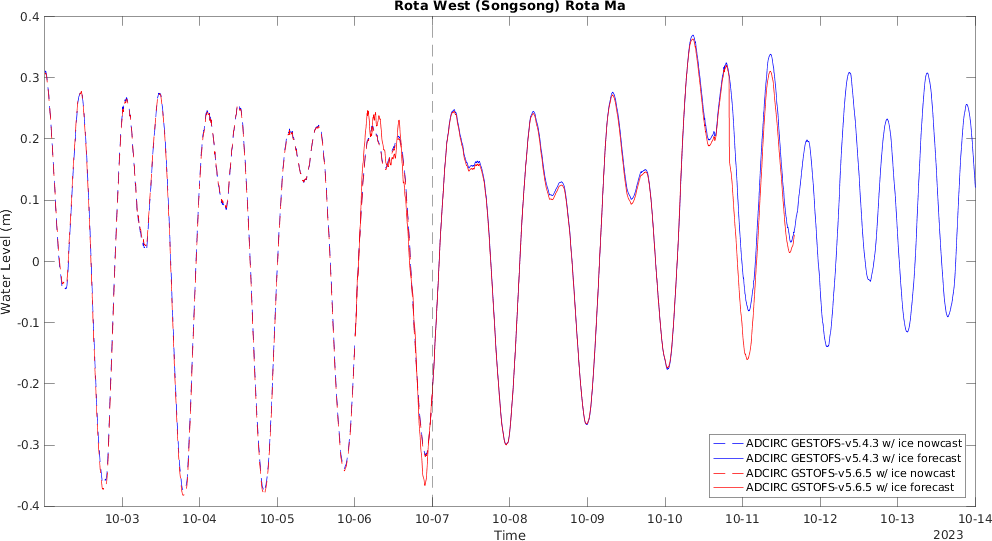 Rota West (Songsong) Rota Ma
0.4
0.3
0.2
0.1
0
-0.1
-0.2
-0.3
-0.4
Water Level (m)
ADCIRC GESTOFS-v5.4.3 w/ ice nowcast
ADCIRC GESTOFS-v5.4.3 w/ ice forecast
ADCIRC GSTOFS-v5.6.5 w/ ice nowcast
ADCIRC GSTOFS-v5.6.5 w/ ice forecast
10-03 10-04 10-05 10-06 10-07 10-08 10-09 10-10 10-11 10-12 10-13 10-14
Time
2023